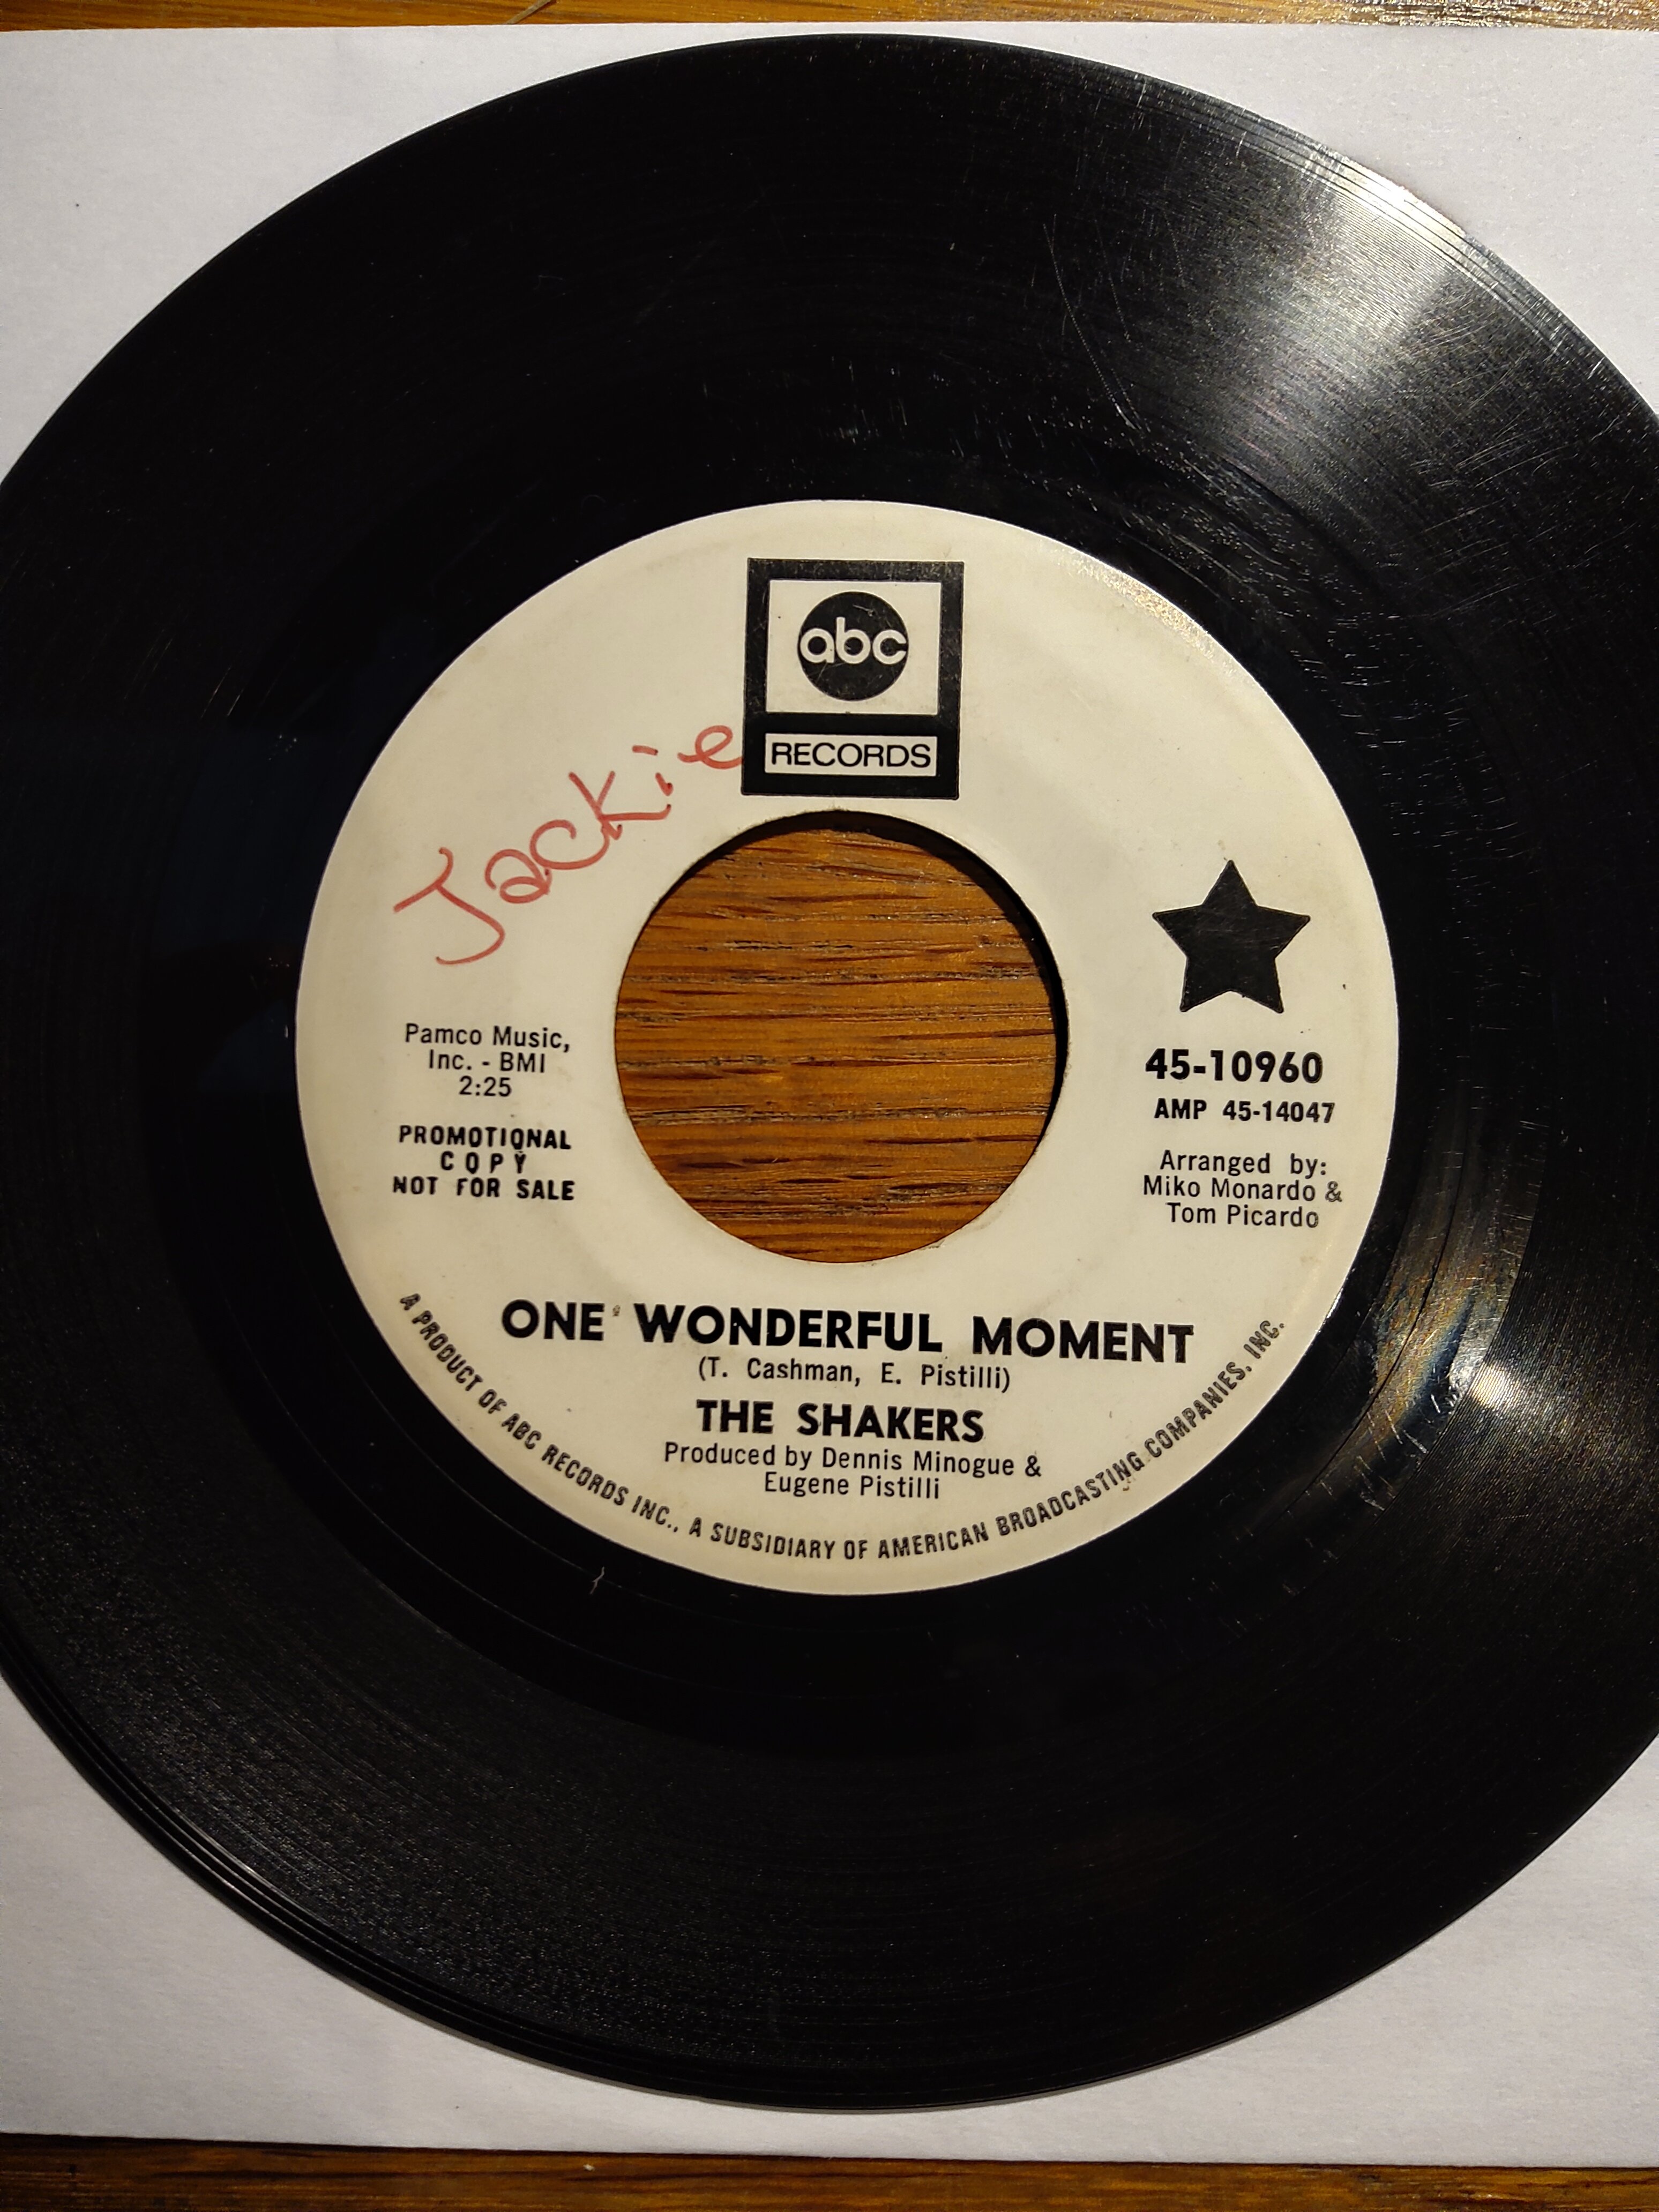 abc
RECORDS
Jackie
Pamco Music,
Inc. - BMI
2:25
PROMOTIONAL
COPY
NOT FOR SALE
45-10960
AMP 45-14047
Arranged by:
Miko Monardo &
Tom Picardo
ONE WONDERFUL MOMENT
(T. Cashman, E. Pistilli)
THE SHAKERS
Produced by Dennis Minogue &
Eugene Pistilli
A PRODUCT OF ABC RECORDS INC., A SUBSIDIARY OF AMERICAN BROADCASTING COMPANIES, INC.